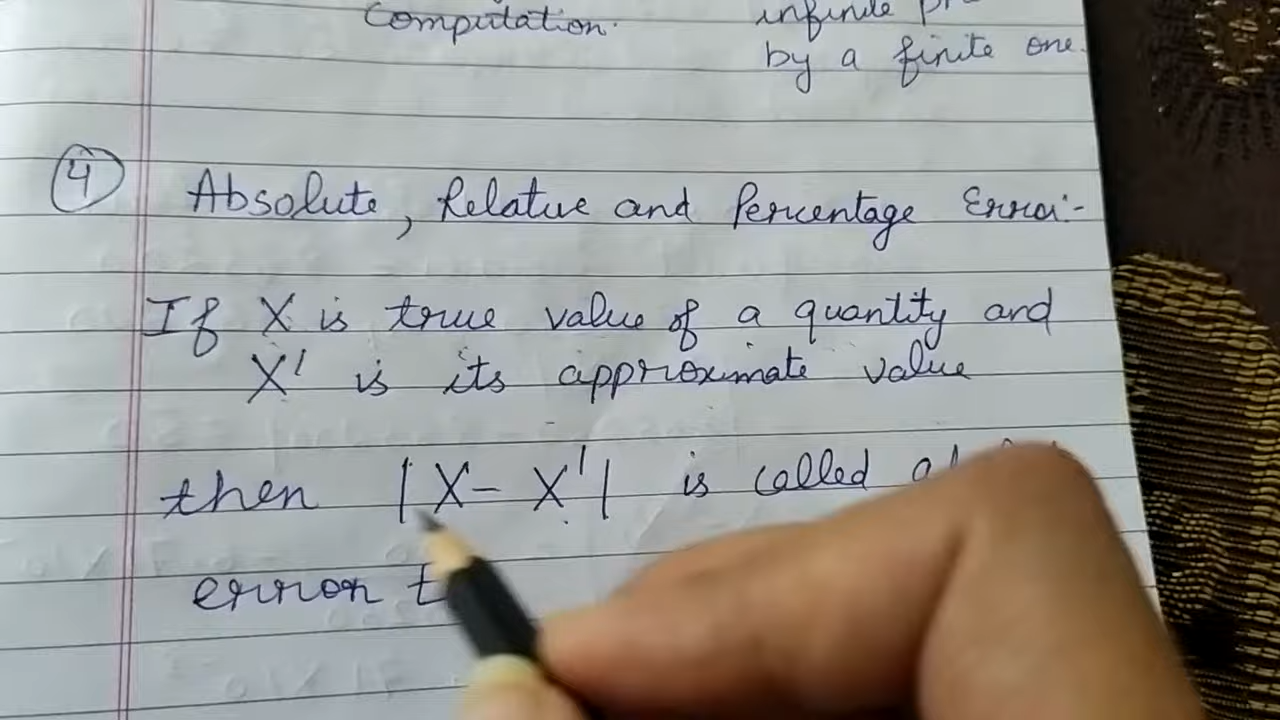 Computation.
infinite
by a finite one.
4
Absolute, Relative and Percentage Error:-
If X is true value of a quantity and
X' is its approximate value
then |X - X'| is called
error